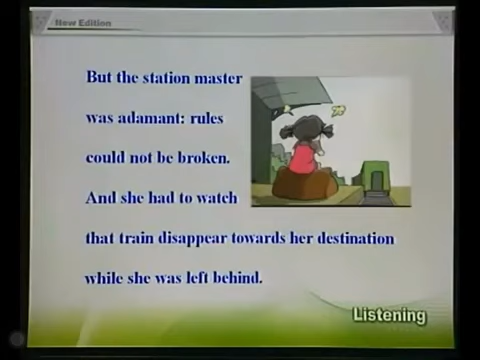 New Edition
But the station master
was adamant: rules
could not be broken.
And she had to watch
that train disappear towards her destination
while she was left behind.
Listening